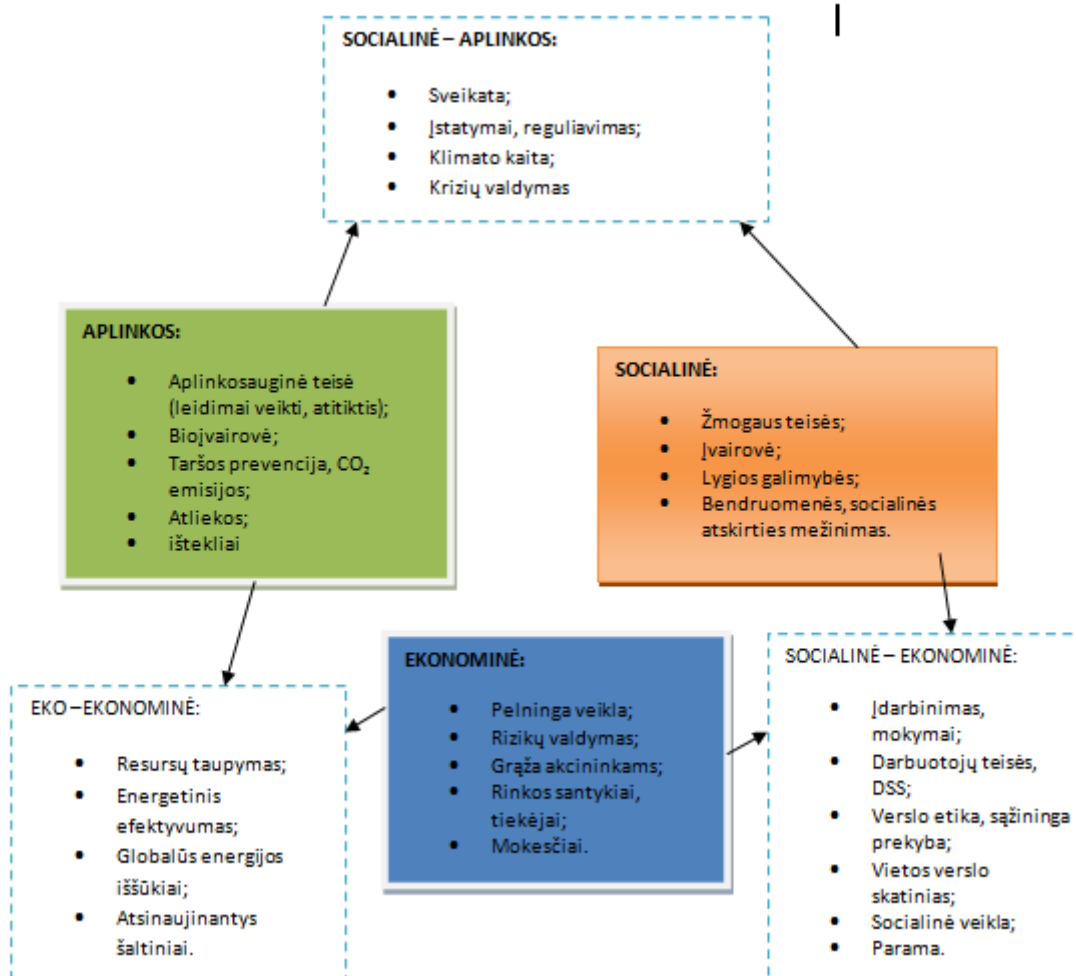 SOCIALINĖ – APLINKOS:
• Sveikata;
• Įstatymai, reguliavimas;
• Klimato kaita;
• Krizių valdymas
APLINKOS:
• Aplinkosauginė teisė
(leidimai veikti, atitiktis);
• Bioįvairovė;
• Taršos prevencija, CO₂
emisijos;
• Atliekos;
• ištekliai
SOCIALINĖ:
• Žmogaus teisės;
• Įvairovė;
• Lygios galimybės;
• Bendruomenės, socialinės
atskirties mežinimas.
EKO –EKONOMINĖ:
• Resursų taupymas;
• Energetinis
efektyvumas;
• Globalūs energijos
iššūkiai;
• Atsinaujinantys
šaltiniai.
EKONOMINĖ:
• Pelninga veikla;
• Rizikų valdymas;
• Grąža akcininkams;
• Rinkos santykiai,
tiekėjai;
• Mokesčiai.
SOCIALINĖ – EKONOMINĖ:
• Įdarbinimas,
mokymai;
• Darbuotojų teisės,
DSS;
• Verslo etika, sąžininga
prekyba;
• Vietos verslo
skatinias;
• Socialinė veikla;
• Parama.